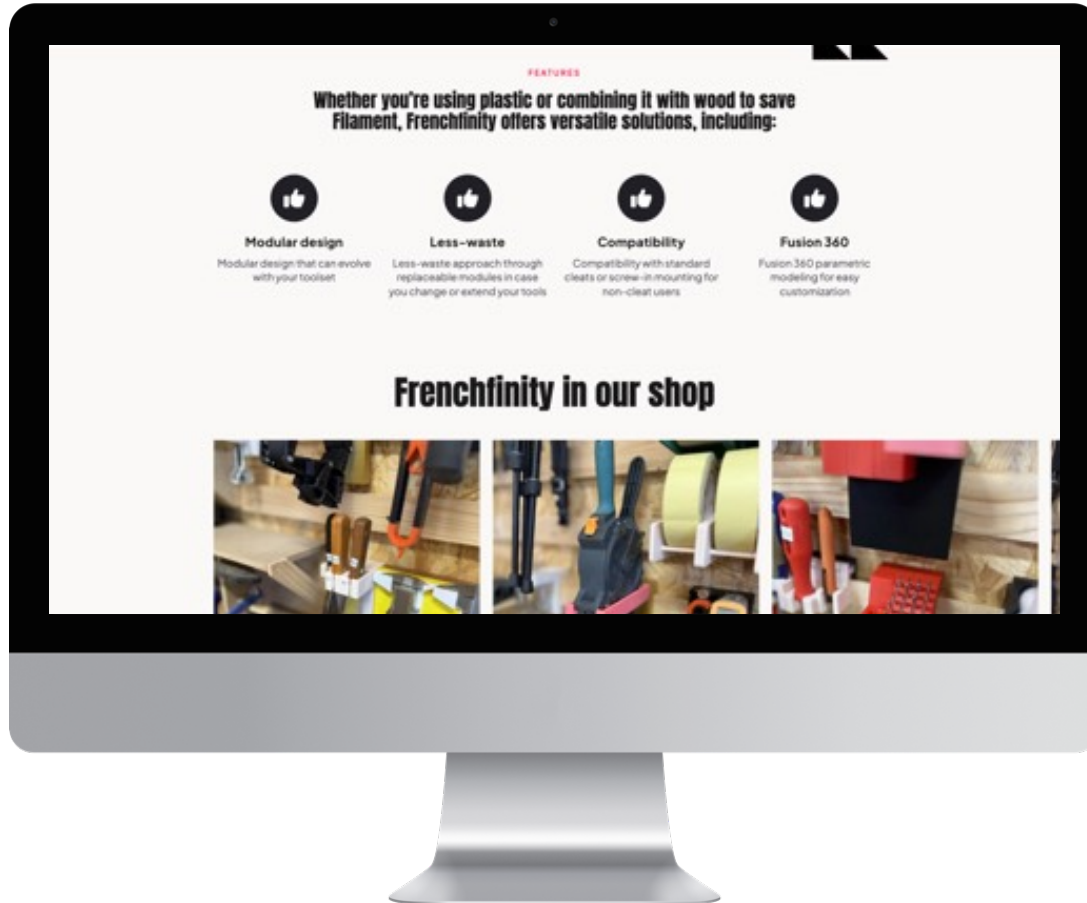 FEATURES
Whether you're using plastic or combining it with wood to save
Filament, Frenchfinity offers versatile solutions, including:
Modular design
Modular design that can evolve
with your toolset
Less-waste
Less-waste approach through
replaceable modules in case
you change or extend your tools
Compatibility
Compatibility with standard
cleats or screw-in mounting for
non-cleat users
Fusion 360
Fusion 360 parametric
modeling for easy
customization
Frenchfinity in our shop